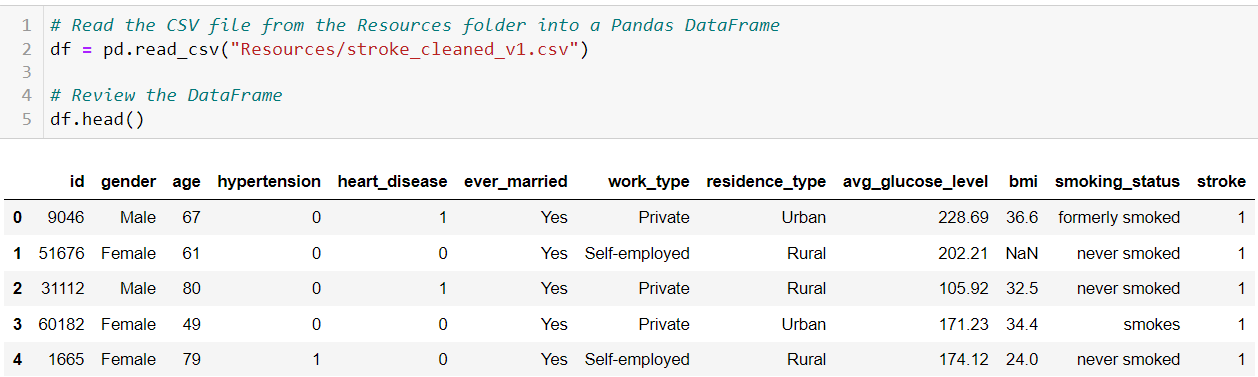 1 # Read the CSV file from the Resources folder into a Pandas DataFrame
2 df = pd.read_csv("Resources/stroke_cleaned_v1.csv")
3
4 # Review the DataFrame
5 df.head()
id gender age hypertension heart_disease ever_married work_type residence_type avg_glucose_level bmi smoking_status stroke
0 9046 Male 67 0 1 Yes Private Urban 228.69 36.6 formerly smoked 1
1 51676 Female 61 0 0 Yes Self-employed Rural 202.21 NaN never smoked 1
2 31112 Male 80 0 1 Yes Private Rural 105.92 32.5 never smoked 1
3 60182 Female 49 0 0 Yes Private Urban 171.23 34.4 smokes 1
4 1665 Female 79 1 0 Yes Self-employed Rural 174.12 24.0 never smoked 1